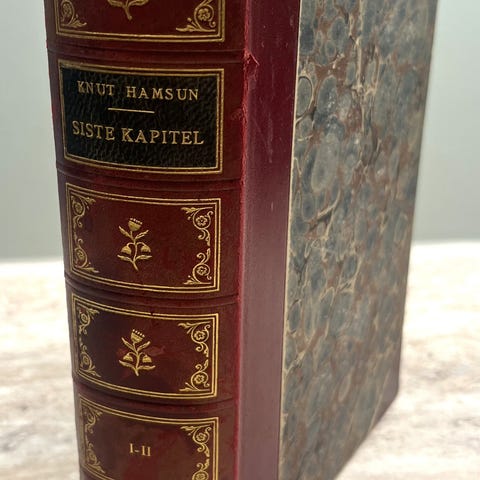 KNUT HAMSUN
SISTE KAPITEL
I-II